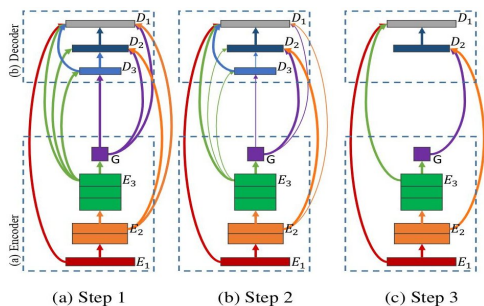 (b) Decoder
D₁
D₂
D₃
G
E₃
E₂
E₁
(a) Encoder
(a) Step 1
D₁
D₂
D₃
G
E₃
E₂
E₁
(b) Step 2
D₁
D₂
G
E₃
E₂
E₁
(c) Step 3